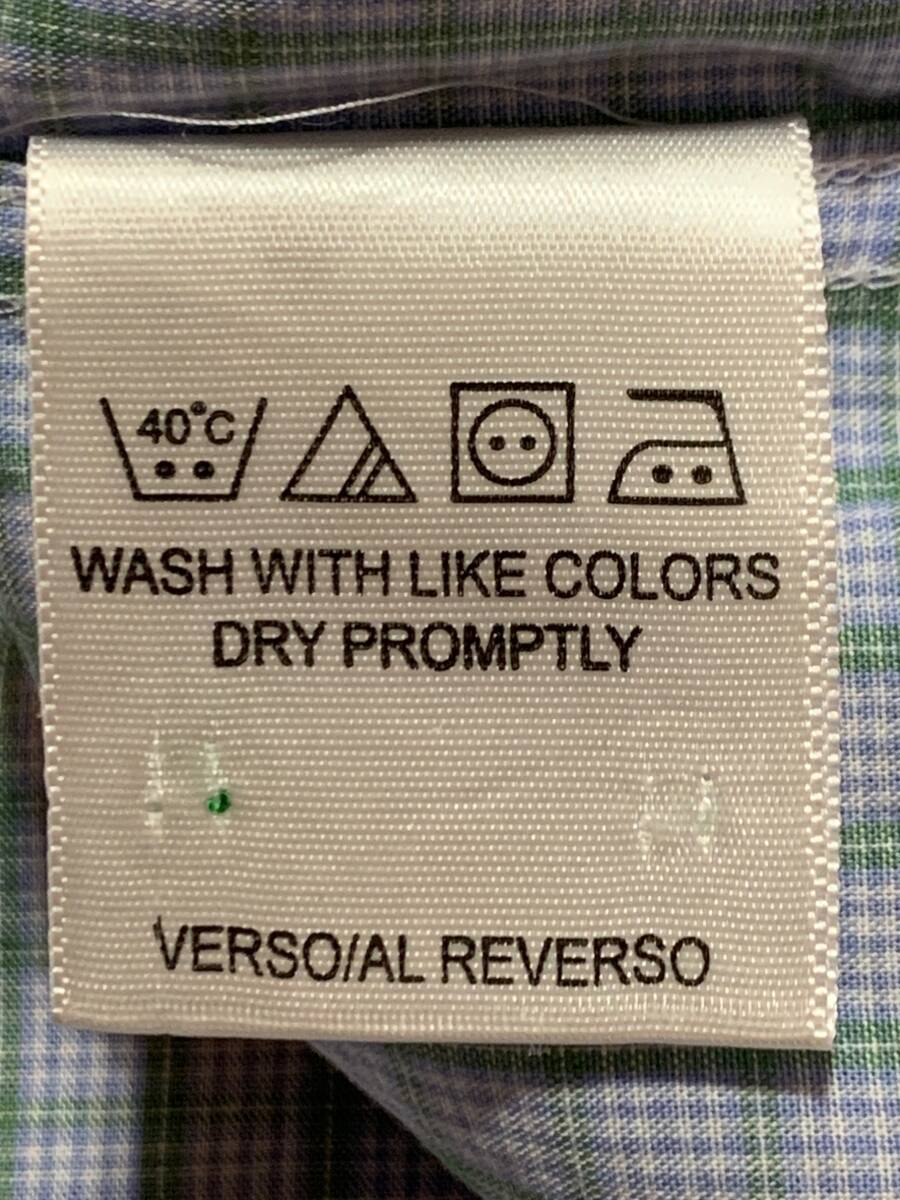 40°C
WASH WITH LIKE COLORS
DRY PROMPTLY
VERSO/AL REVERSO